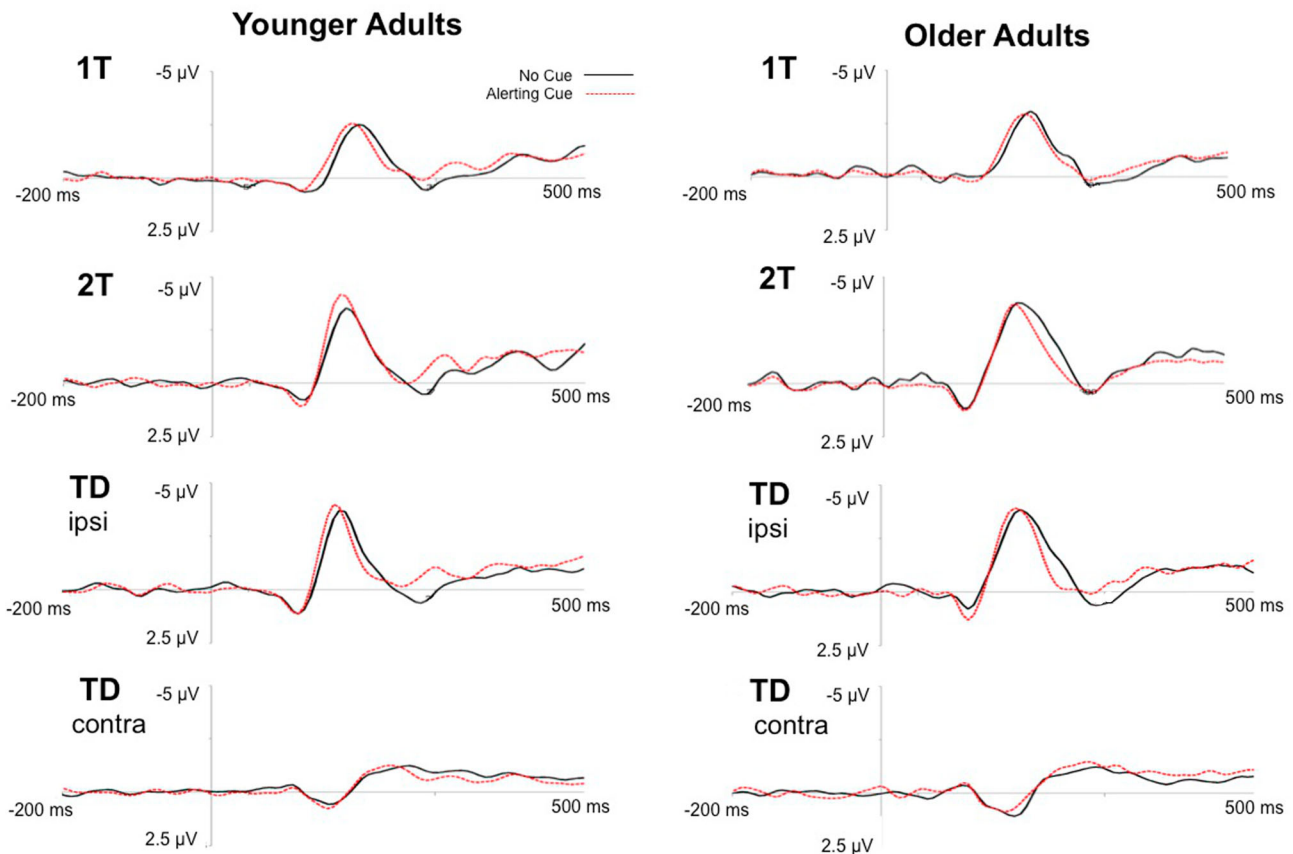 Younger Adults
1T
-5 µV
No Cue
Alerting Cue
-200 ms
500 ms
2.5 µV
2T
-5 µV
-200 ms
500 ms
2.5 µV
TD
ipsi
-5 µV
-200 ms
500 ms
2.5 µV
TD
contra
-5 µV
-200 ms
500 ms
2.5 µV
Older Adults
1T
-5 µV
-200 ms
500 ms
2.5 µV
2T
-5 µV
-200 ms
500 ms
2.5 µV
TD
ipsi
-5 µV
-200 ms
500 ms
2.5 µV
TD
contra
-5 µV
-200 ms
500 ms
2.5 µV